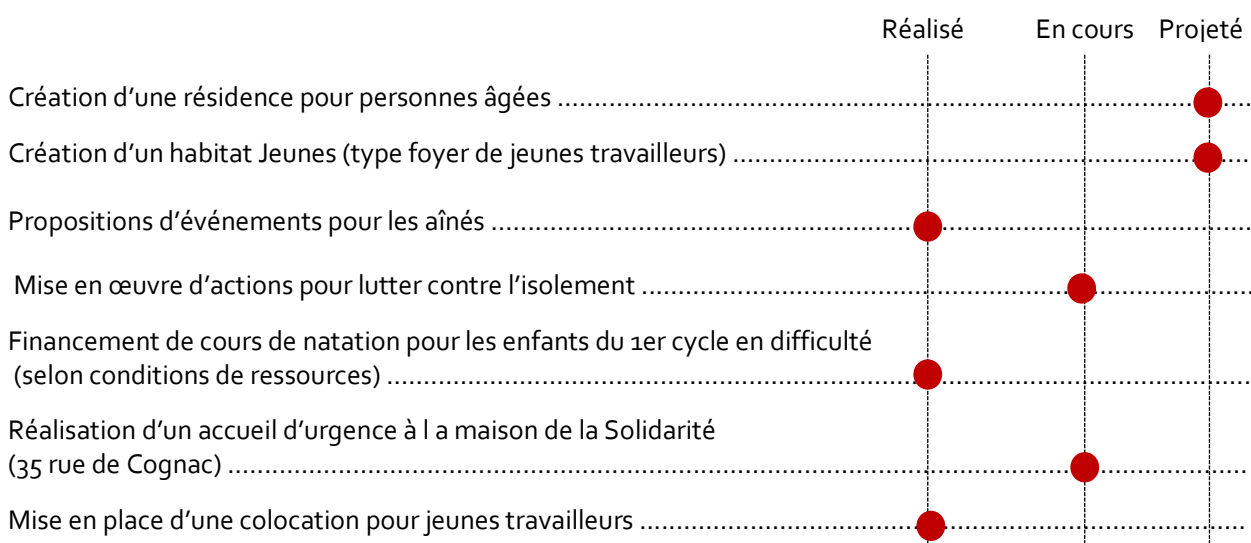 Réalisé En cours Projeté
Création d’une résidence pour personnes âgées
Création d’un habitat Jeunes (type foyer de jeunes travailleurs)
Propositions d’événements pour les aînés
Mise en œuvre d’actions pour lutter contre l’isolement
Financement de cours de natation pour les enfants du 1er cycle en difficulté
(selon conditions de ressources)
Réalisation d’un accueil d’urgence à l a maison de la Solidarité
(35 rue de Cognac)
Mise en place d’une colocation pour jeunes travailleurs